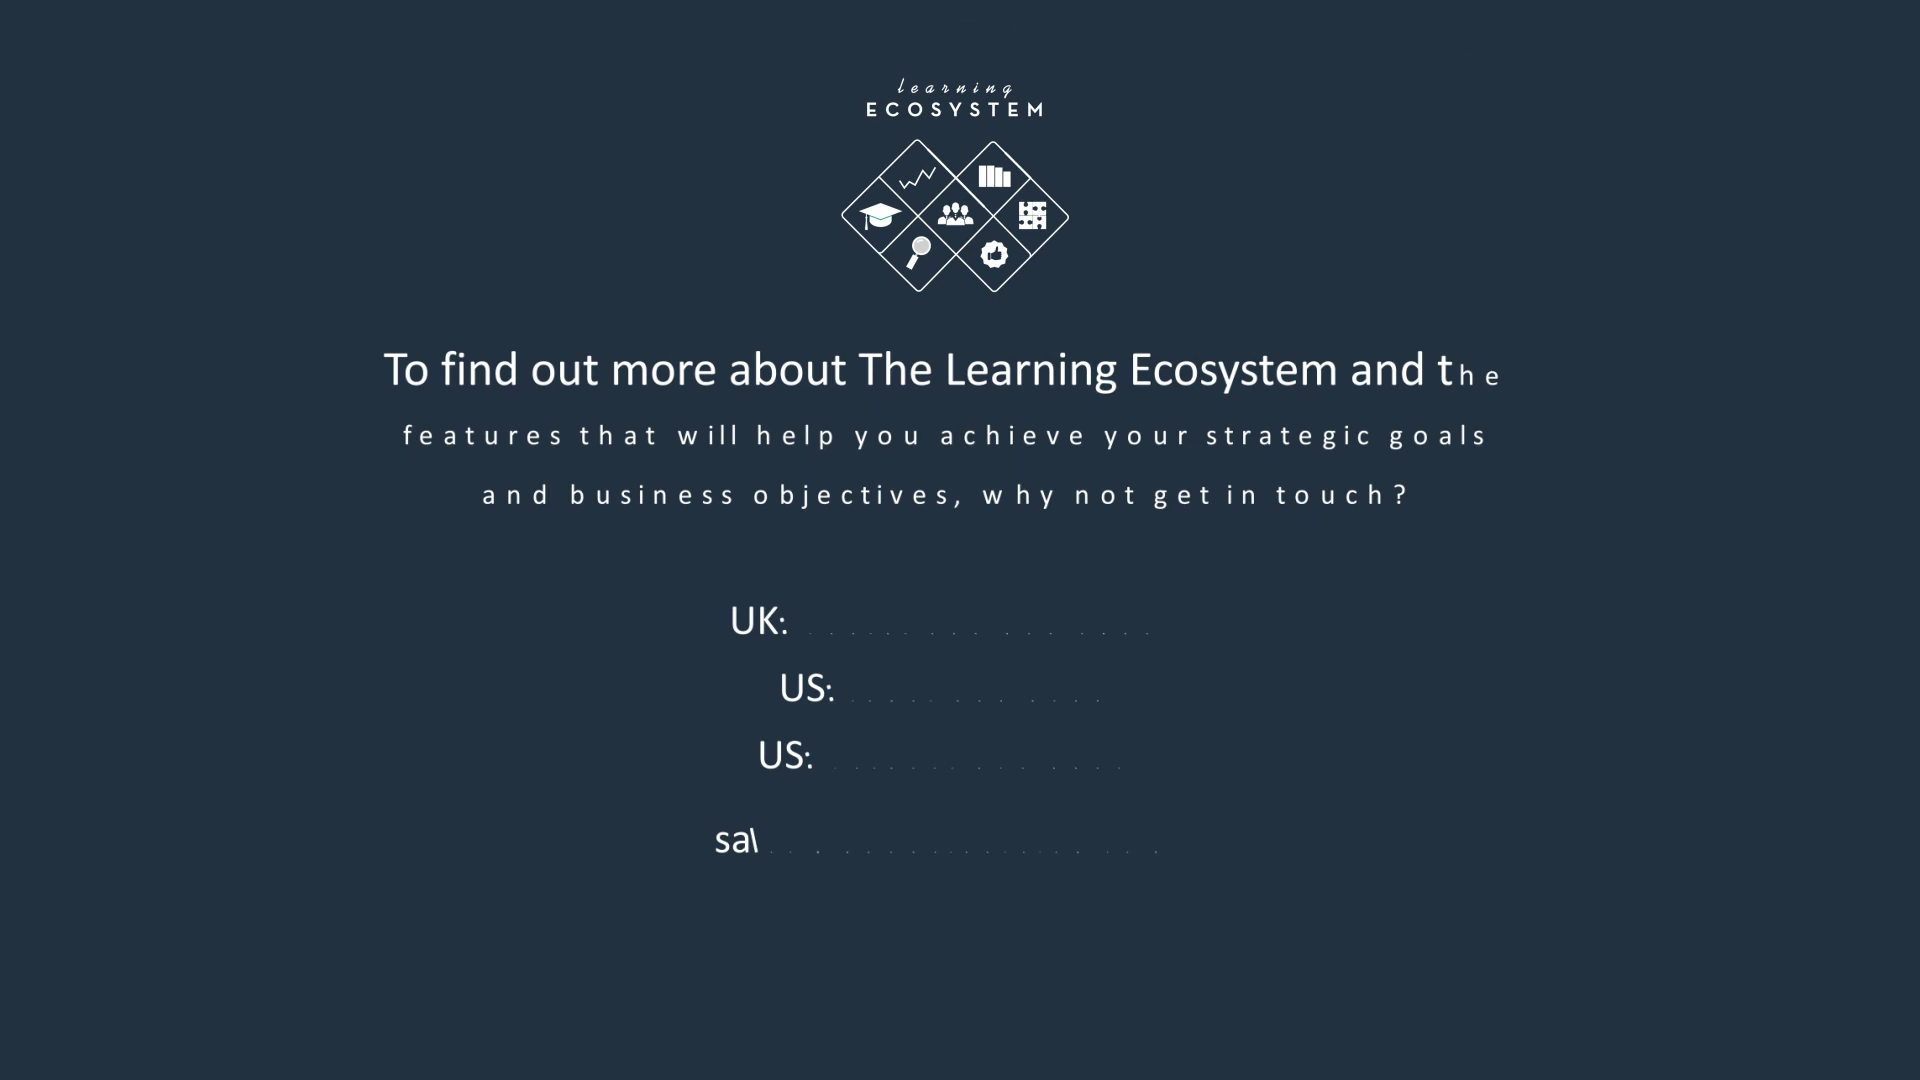 learning
ECOSYSTEM
To find out more about The Learning Ecosystem and the
features that will help you achieve your strategic goals
and business objectives, why not get in touch?
UK:
US:
US: